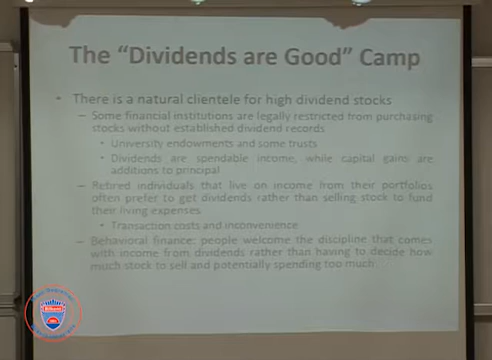 The “Dividends are Good” Camp
• There is a natural clientele for high dividend stocks
– Some financial institutions are legally restricted from purchasing
stocks without established dividend records
• University endowments and some trusts
• Dividends are spendable income, while capital gains are
additions to principal
– Retired individuals that live on income from their portfolios
often prefer to get dividends rather than selling stock to fund
their living expenses
• Transaction costs and inconvenience
– Behavioral finance: people welcome the discipline that comes
with income from dividends rather than having to decide how
much stock to sell and potentially spending too much